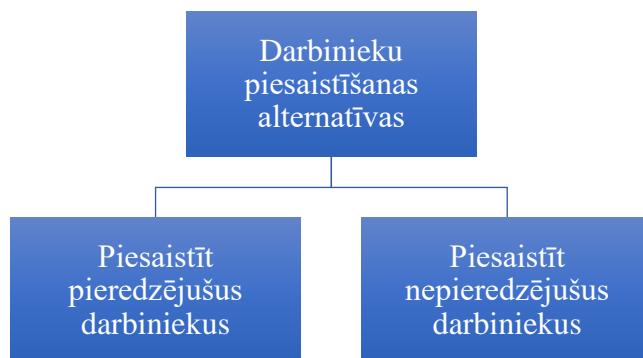 Darbinieku
piesaistīšanas
alternatīvas
Piesaistīt
pieredzējušus
darbiniekus
Piesaistīt
nepieredzējušus
darbiniekus